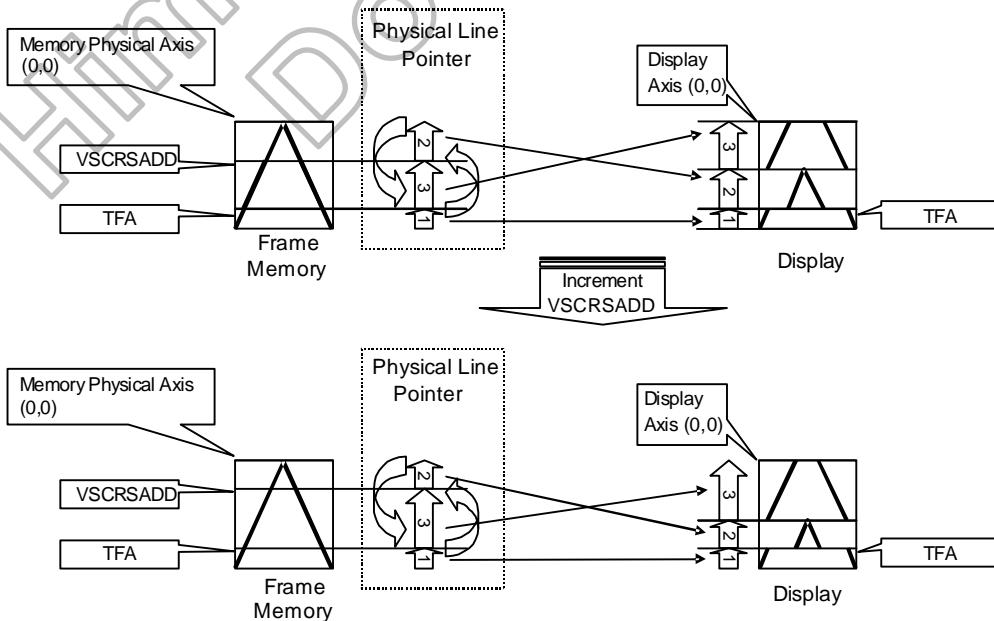 Him
Do
Physical Line
Pointer
Memory Physical Axis
(0,0)
Display
Axis (0,0)
VSCRSADD
TFA
2
3
1
3
2
1
TFA
Frame
Memory
Display
Increment
VSCRSADD
Physical Line
Pointer
Memory Physical Axis
(0,0)
Display
Axis (0,0)
VSCRSADD
TFA
2
3
1
3
2
1
TFA
Frame
Memory
Display